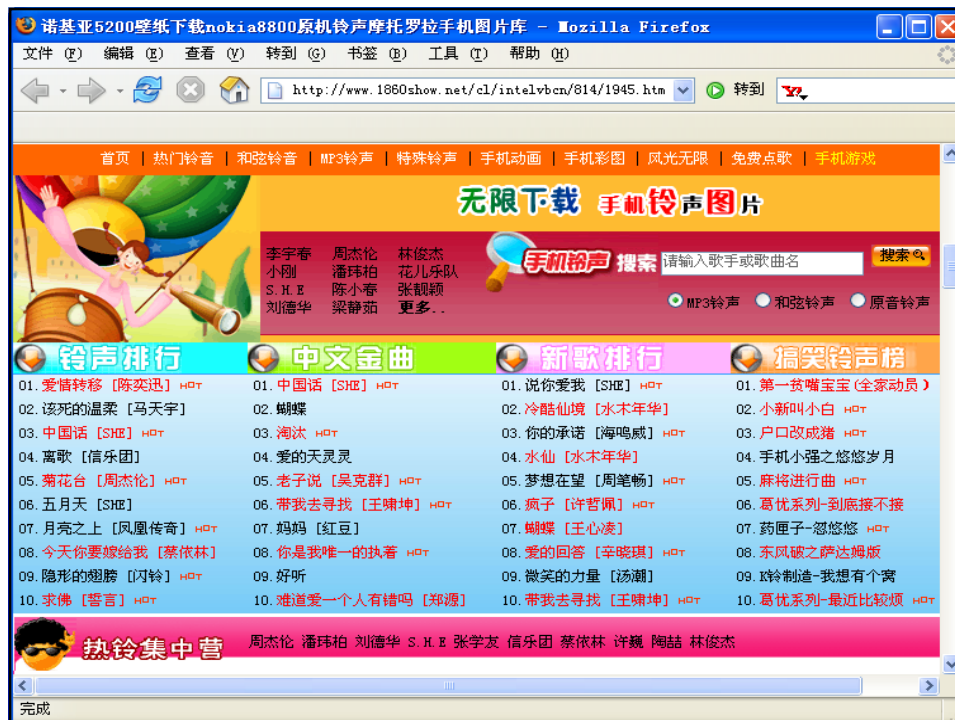 诺基亚5200壁纸下载nokia8800原机铃声摩托罗拉手机图片库 - Mozilla Firefox
文件 (F) 编辑 (E) 查看 (V) 转到 (G) 书签 (B) 工具 (T) 帮助 (H)
http://www.1860show.net/cl/intelvbcn/814/1945.htm 转到 Y!
首页 | 热门铃音 | 和弦铃音 | MP3铃声 | 特殊铃声 | 手机动画 | 手机彩图 | 风光无限 | 免费点歌 | 手机游戏
无限下载 手机铃声图片
李宇春 周杰伦 林俊杰
小刚 潘玮柏 花儿乐队
S.H.E 陈小春 张靓颖
刘德华 梁静茹 更多..
手机铃声 搜索 请输入歌手或歌曲名 搜索
MP3铃声 和弦铃声 原音铃声
铃声排行 中文金曲 新歌排行 搞笑铃声榜
01.爱情转移 [陈奕迅] HOT 01.中国话 [SHE] HOT 01.说你爱我 [SHE] HOT 01.第一贫嘴宝宝(全家动员)
02.该死的温柔 [马天宇] 02.蝴蝶 02.冷酷仙境 [水木年华] 02.小新叫小白 HOT
03.中国话 [SHE] HOT 03.淘汰 HOT 03.你的承诺 [海鸣威] HOT 03.户口改成猪 HOT
04.离歌 [信乐团] 04.爱的天灵灵 04.水仙 [水木年华] 04.手机小强之悠悠岁月
05.菊花台 [周杰伦] HOT 05.老子说 [吴克群] HOT 05.梦想在望 [周笔畅] HOT 05.麻将进行曲 HOT
06.五月天 [SHE] 06.带我去寻找 [王啸坤] HOT 06.疯子 [许哲佩] HOT 06.葛优系列-到底接不接
07.月亮之上 [凤凰传奇] HOT 07.妈妈 [红豆] 07.蝴蝶 [王心凌] 07.药匣子-忽悠悠 HOT
08.今天你要嫁给我 [蔡依林] 08.你是我唯一的执着 HOT 08.爱的回答 [辛晓琪] HOT 08.东风破之萨达姆版
09.隐形的翅膀 [闪铃] HOT 09.好听 09.微笑的力量 [汤潮] 09.K铃制造-我想有个窝
10.求佛 [誓言] HOT 10.难道爱一个人有错吗 [郑源] 10.带我去寻找 [王啸坤] HOT 10.葛优系列-最近比较烦 HOT
热铃集中营 周杰伦 潘玮柏 刘德华 S.H.E 张学友 信乐团 蔡依林 许巍 陶喆 林俊杰
完成